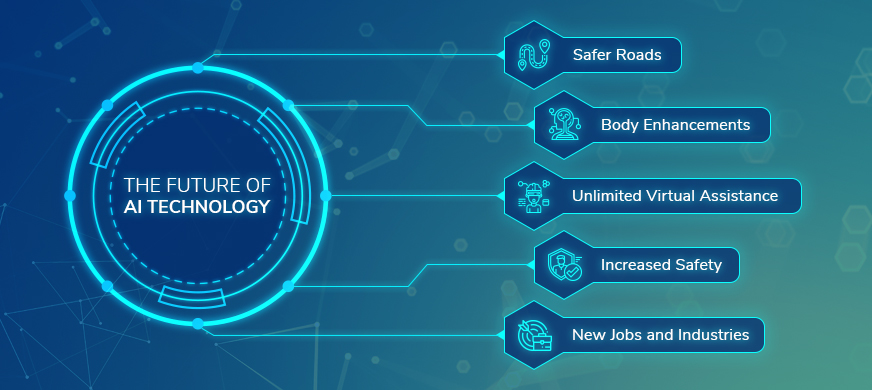 THE FUTURE OF
AI TECHNOLOGY
Safer Roads
Body Enhancements
Unlimited Virtual Assistance
Increased Safety
New Jobs and Industries